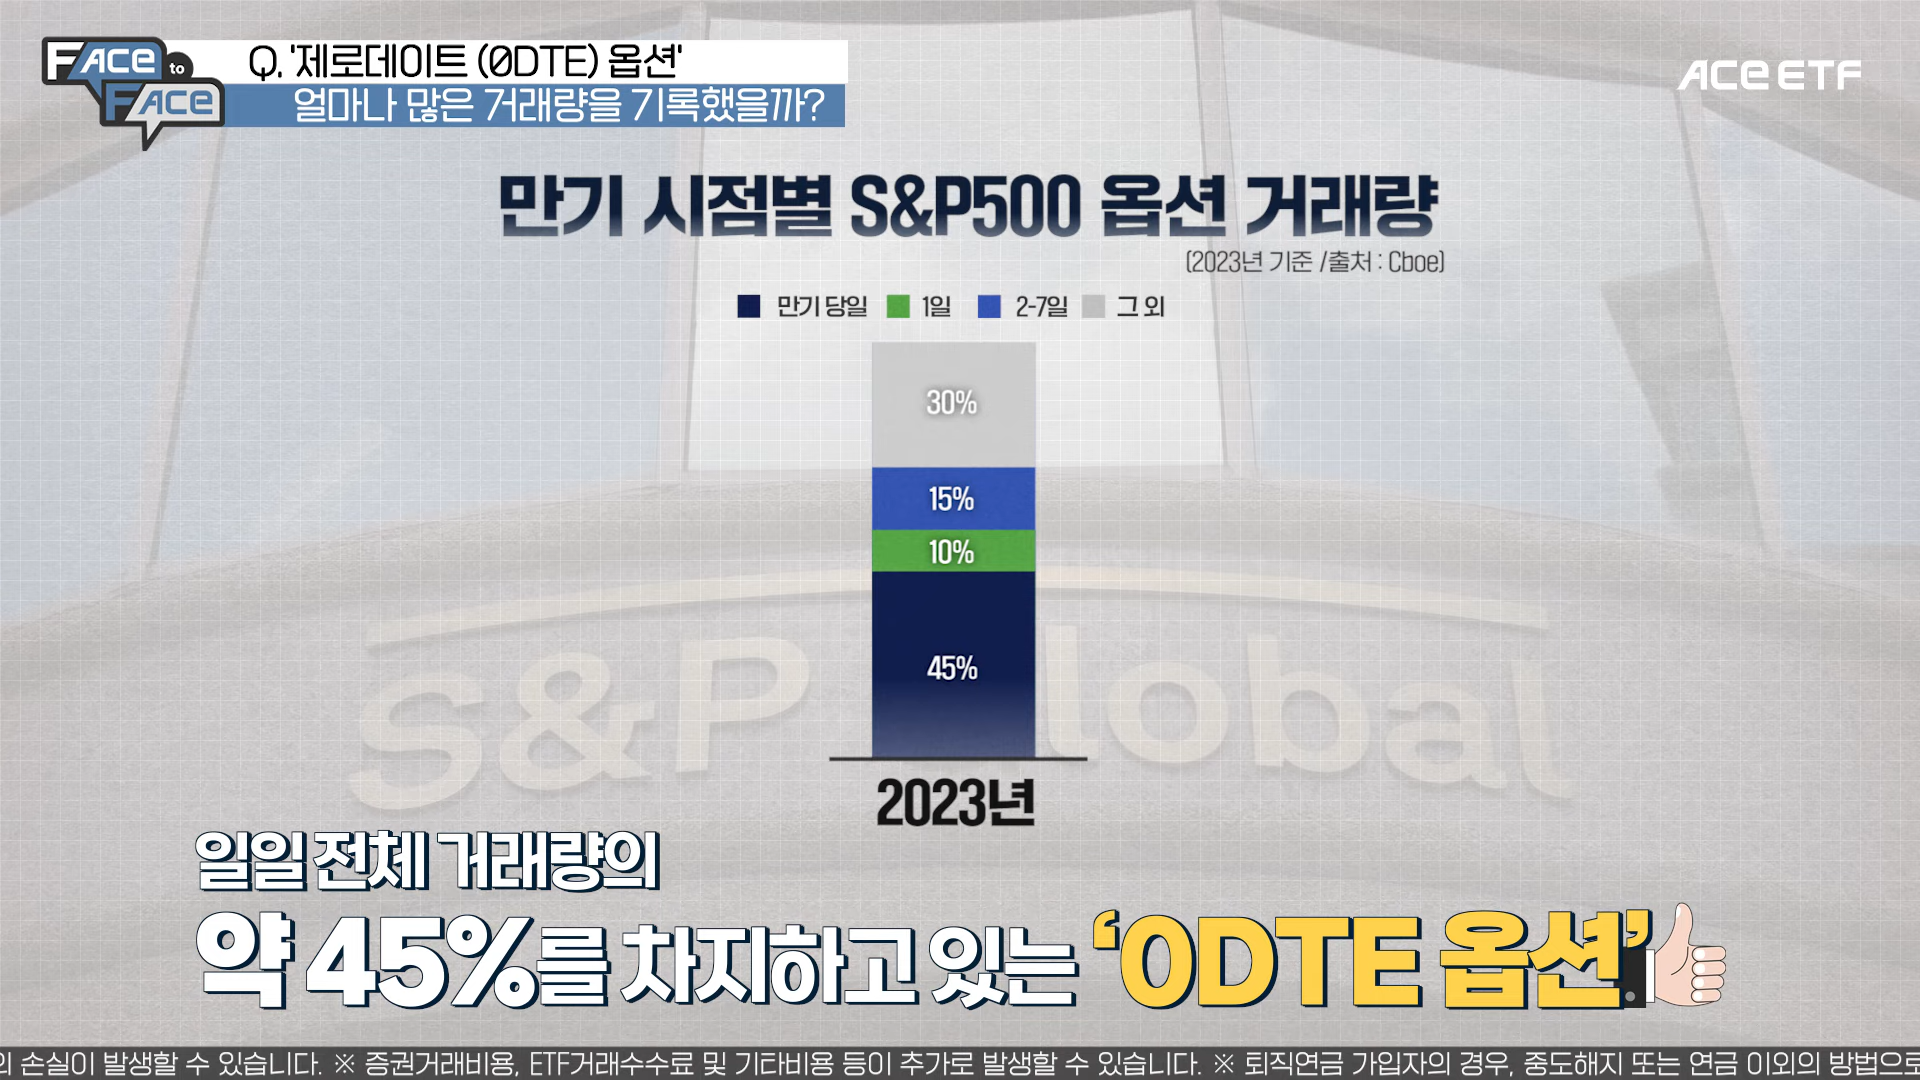 FACE to FACE
Q. '제로데이트 (0DTE) 옵션'
얼마나 많은 거래량을 기록했을까?
ACE ETF
만기 시점별 S&P500 옵션 거래량
(2023년 기준 /출처 : Cboe)
만기 당일 1일 2-7일 그 외
30%
15%
10%
45%
S&P Global
2023년
일일 전체 거래량의
약 45%를 차지하고 있는 '0DTE 옵션'
의 손실이 발생할 수 있습니다. ※ 증권거래비용, ETF거래수수료 및 기타비용 등이 추가로 발생할 수 있습니다. ※ 퇴직연금 가입자의 경우, 중도해지 또는 연금 이외의 방법으로